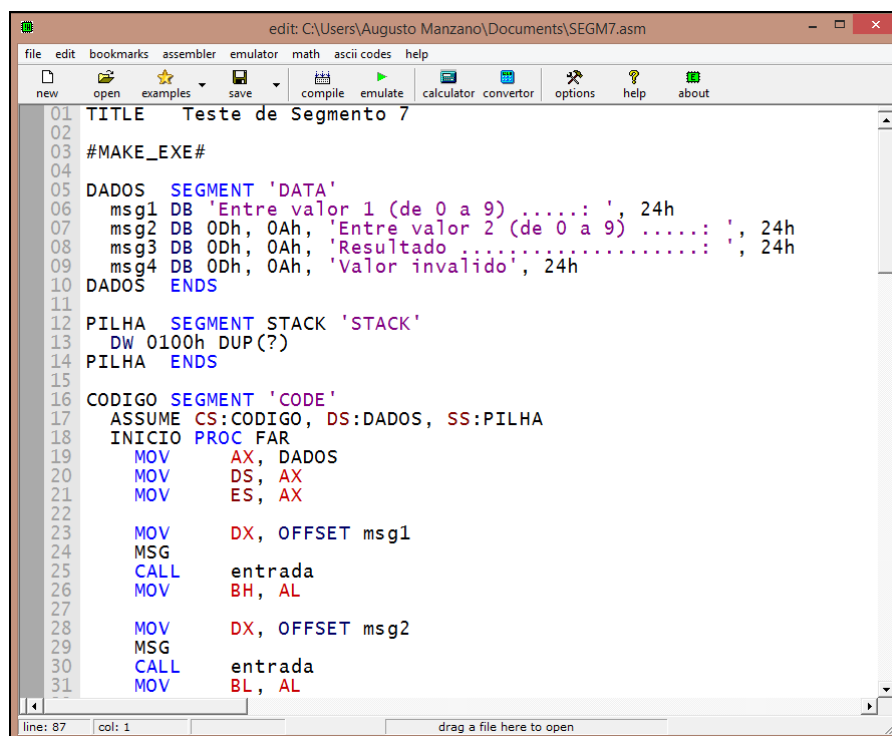 edit: C:\Users\Augusto Manzano\Documents\SEGM7.asm
file edit bookmarks assembler emulator math ascii codes help
new open examples save compile emulate calculator convertor options help about
01 TITLE   Teste de Segmento 7
02
03 #MAKE_EXE#
04
05 DADOS  SEGMENT 'DATA'
06   msg1 DB 'Entre valor 1 (de 0 a 9) .....: ', 24h
07   msg2 DB 0Dh, 0Ah, 'Entre valor 2 (de 0 a 9) .....: ', 24h
08   msg3 DB 0Dh, 0Ah, 'Resultado ....................: ', 24h
09   msg4 DB 0Dh, 0Ah, 'Valor invalido', 24h
10 DADOS  ENDS
11
12 PILHA  SEGMENT STACK 'STACK'
13   DW 0100h DUP(?)
14 PILHA  ENDS
15
16 CODIGO SEGMENT 'CODE'
17   ASSUME CS:CODIGO, DS:DADOS, SS:PILHA
18   INICIO PROC FAR
19     MOV     AX, DADOS
20     MOV     DS, AX
21     MOV     ES, AX
22
23     MOV     DX, OFFSET msg1
24     MSG
25     CALL    entrada
26     MOV     BH, AL
27
28     MOV     DX, OFFSET msg2
29     MSG
30     CALL    entrada
31     MOV     BL, AL
line: 87 col: 1 drag a file here to open